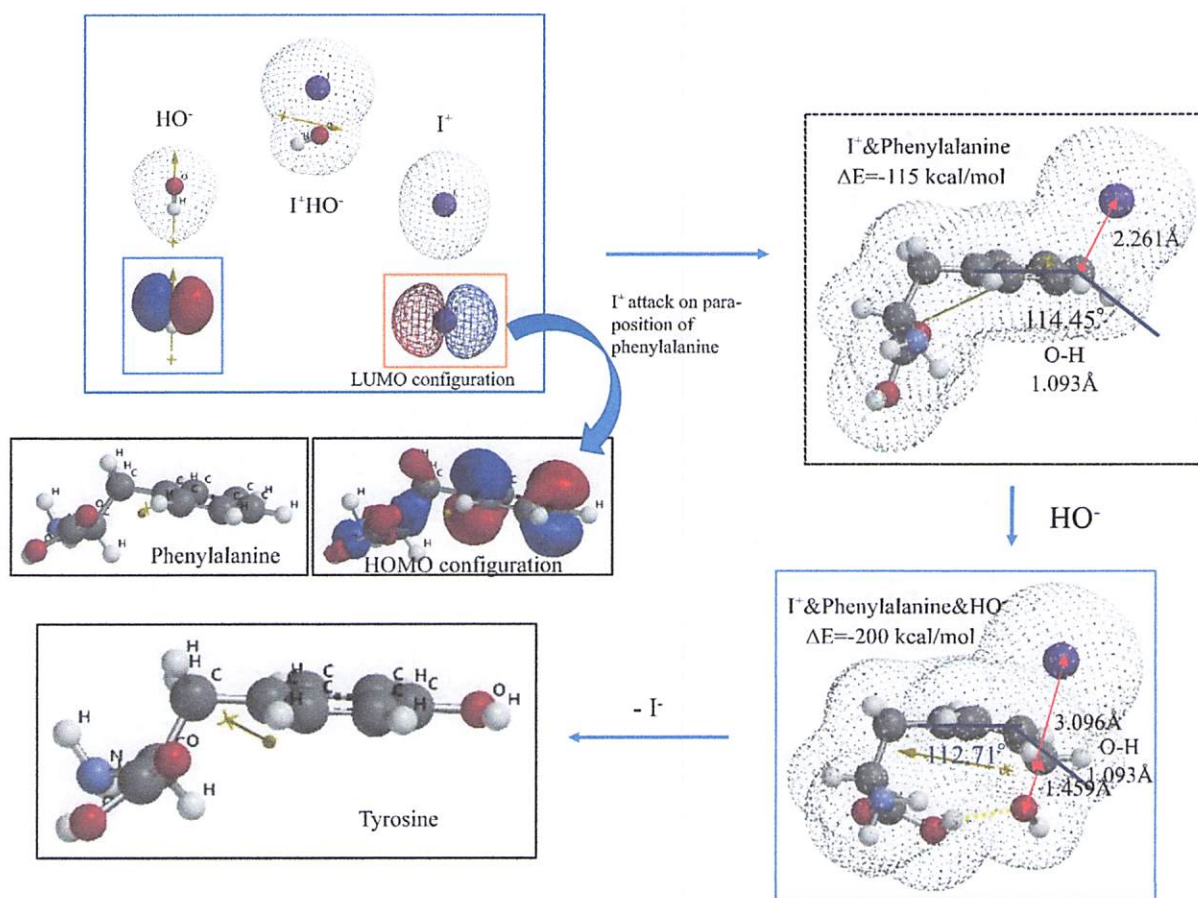 HO⁻
I⁺
I⁺HO⁻
LUMO configuration
I⁺ attack on para-
position of
phenylalanine
I⁺&Phenylalanine
ΔE=-115 kcal/mol
2.261Å
114.45°
O-H
1.093Å
Phenylalanine
HOMO configuration
HO⁻
I⁺&Phenylalanine&HO⁻
ΔE=-200 kcal/mol
3.096Å
O-H
112.71°
1.093Å
1.459Å
- I⁻
Tyrosine